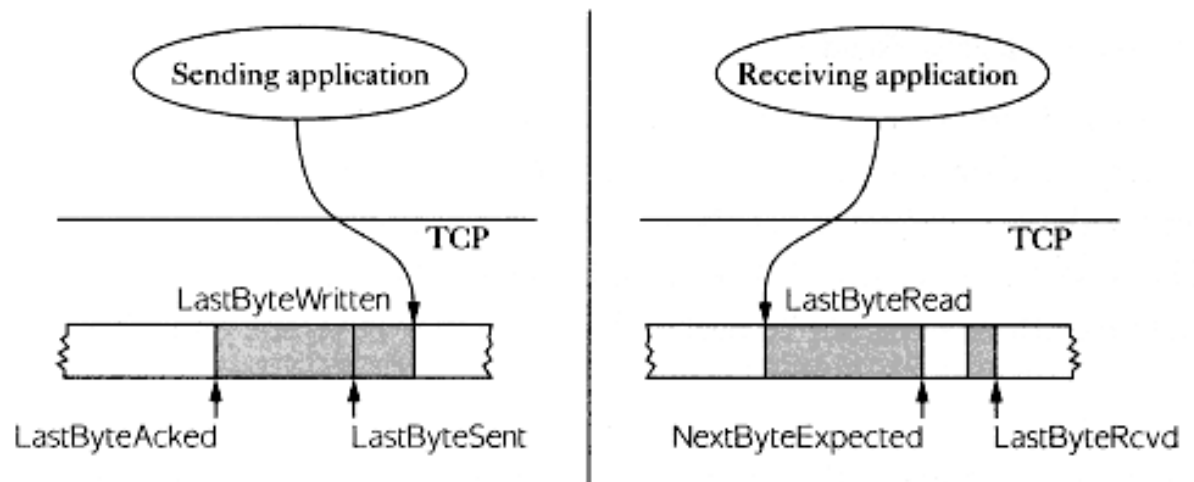 Sending application
Receiving application
TCP
TCP
LastByteWritten
LastByteRead
LastByteAcked
LastByteSent
NextByteExpected
LastByteRcvd